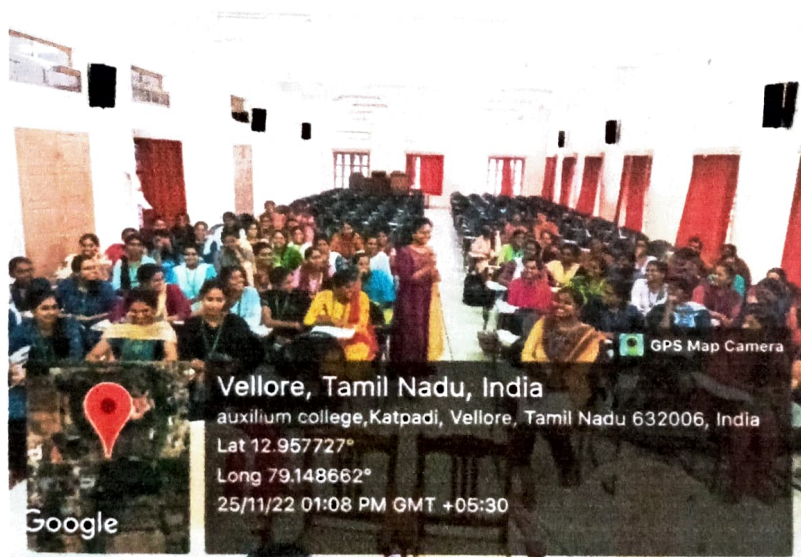 GPS Map Camera
Vellore, Tamil Nadu, India
auxilium college,Katpadi, Vellore, Tamil Nadu 632006, India
Lat 12.957727°
Long 79.148662°
25/11/22 01:08 PM GMT +05:30
Google